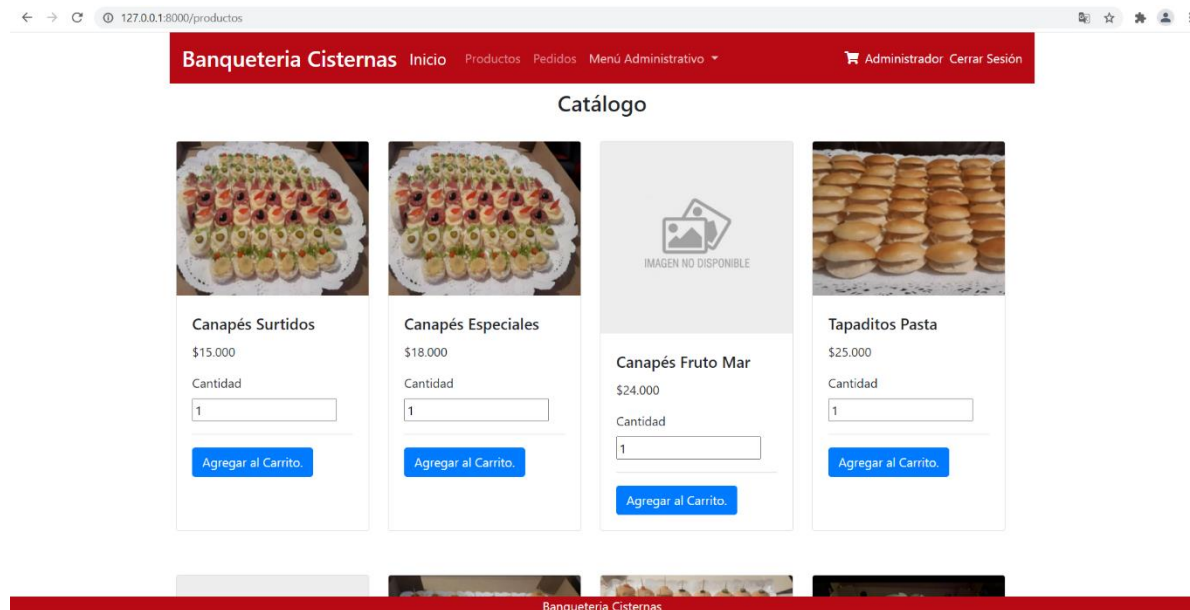 127.0.0.1:8000/productos
Banqueteria Cisternas Inicio Productos Pedidos Menú Administrativo Administrador Cerrar Sesión
Catálogo
IMAGEN NO DISPONIBLE
Canapés Surtidos
$15.000
Cantidad
1
Agregar al Carrito.
Canapés Especiales
$18.000
Cantidad
1
Agregar al Carrito.
Canapés Fruto Mar
$24.000
Cantidad
1
Agregar al Carrito.
Tapaditos Pasta
$25.000
Cantidad
1
Agregar al Carrito.
Banqueteria Cisternas